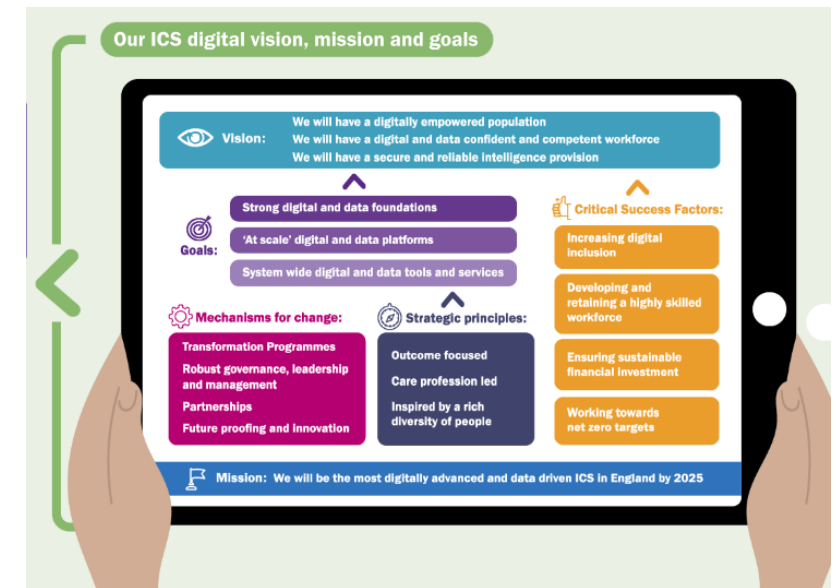 Our ICS digital vision, mission and goals
Vision:
We will have a digitally empowered population
We will have a digital and data confident and competent workforce
We will have a secure and reliable intelligence provision
Goals:
Strong digital and data foundations
‘At scale’ digital and data platforms
System wide digital and data tools and services
Critical Success Factors:
Increasing digital
inclusion
Developing and
retaining a highly skilled
workforce
Ensuring sustainable
financial investment
Working towards
net zero targets
Mechanisms for change:
Transformation Programmes
Robust governance, leadership
and management
Partnerships
Future proofing and innovation
Strategic principles:
Outcome focused
Care profession led
Inspired by a rich
diversity of people
Mission: We will be the most digitally advanced and data driven ICS in England by 2025